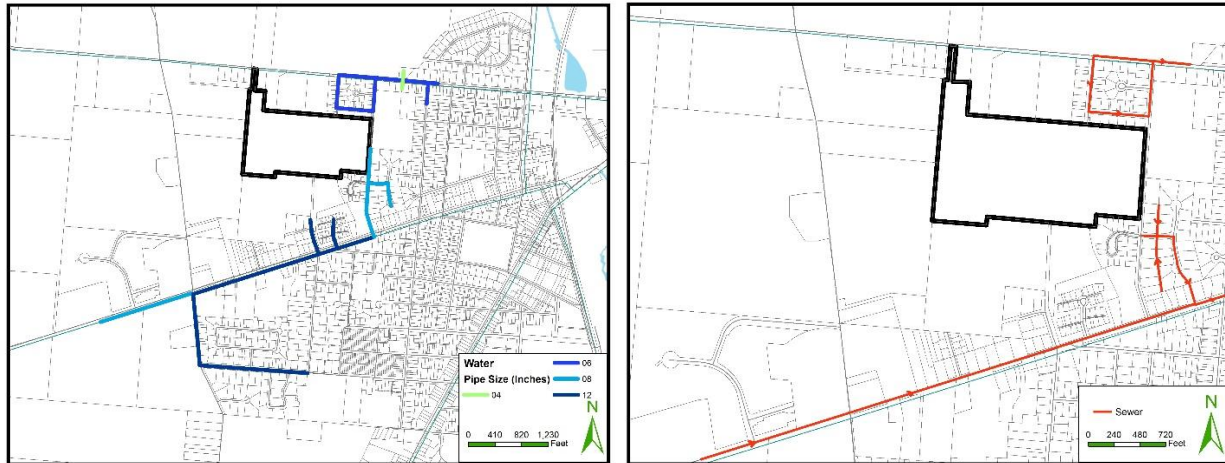 Water 06
Pipe Size (Inches) 08
04 12
N
0 410 820 1,230
Feet
Sewer
N
0 240 480 720
Feet